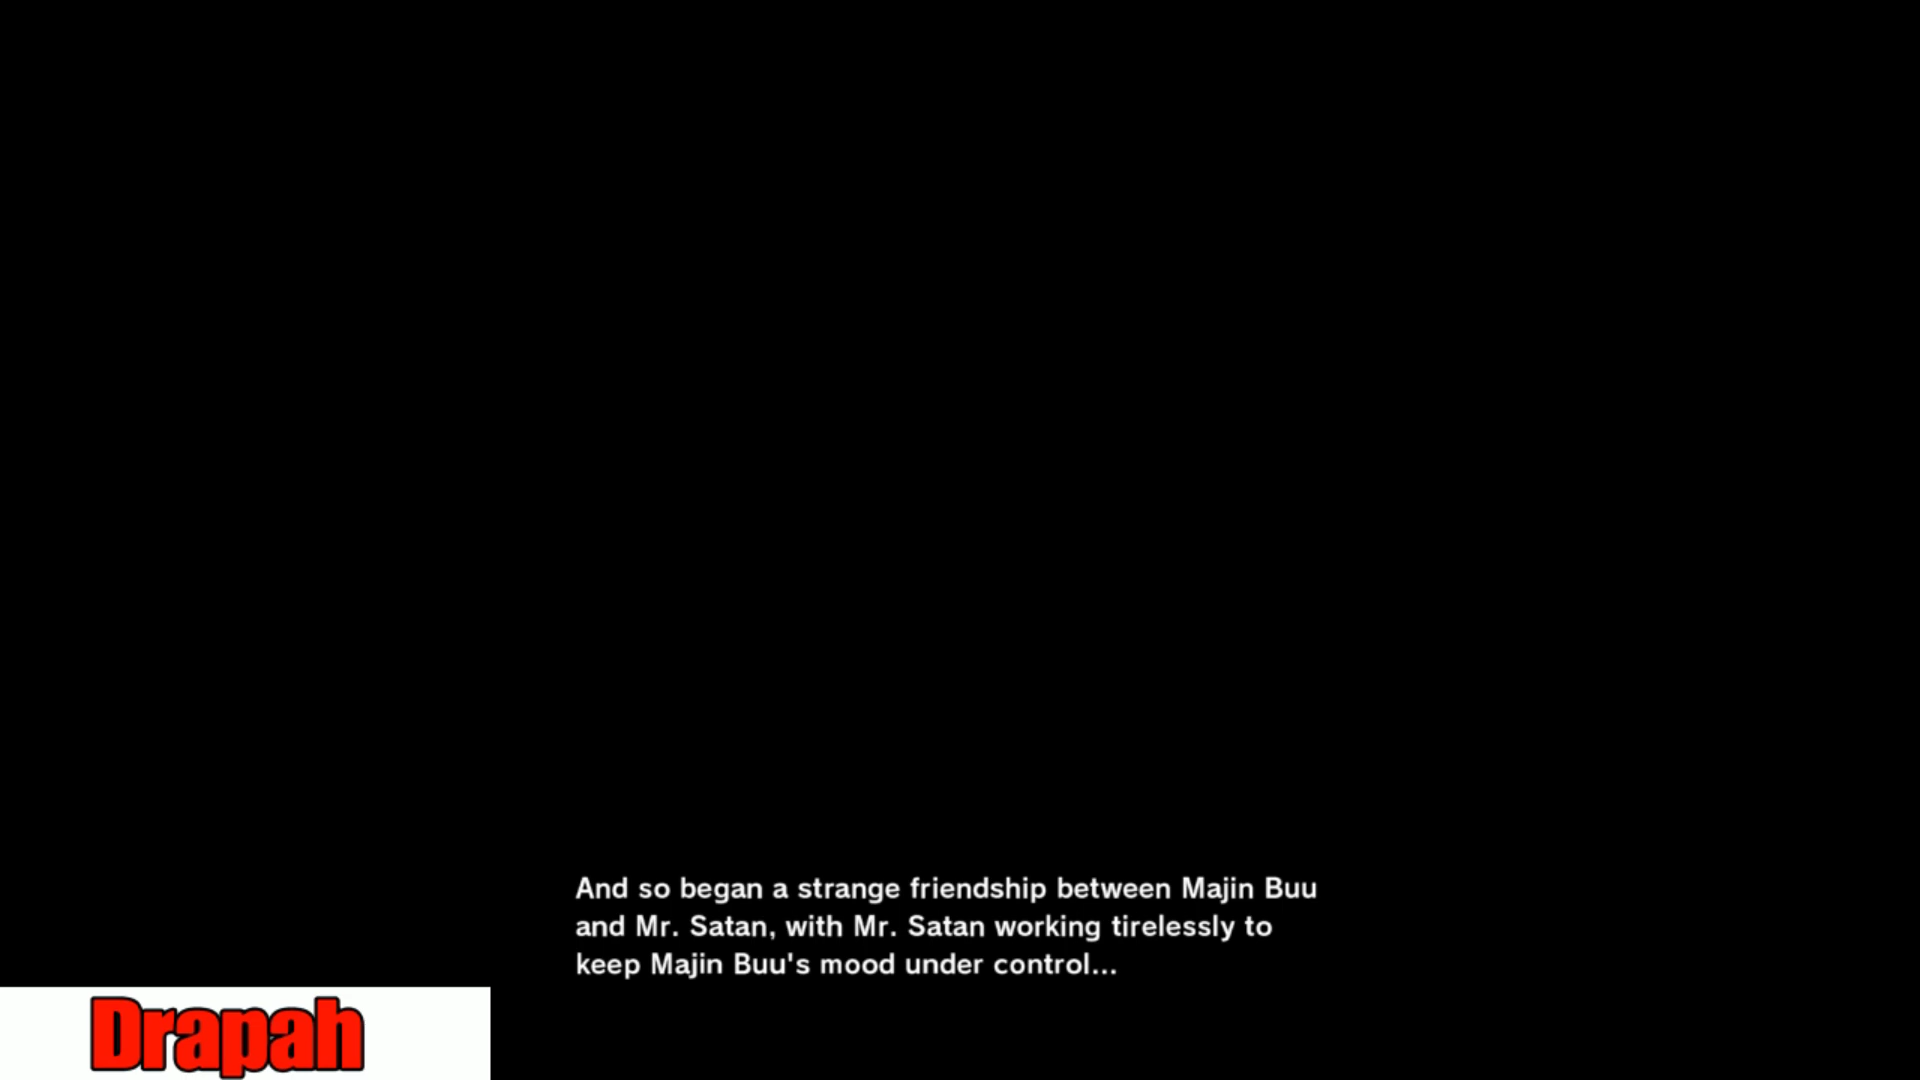 And so began a strange friendship between Majin Buu
and Mr. Satan, with Mr. Satan working tirelessly to
keep Majin Buu's mood under control...
Drapah